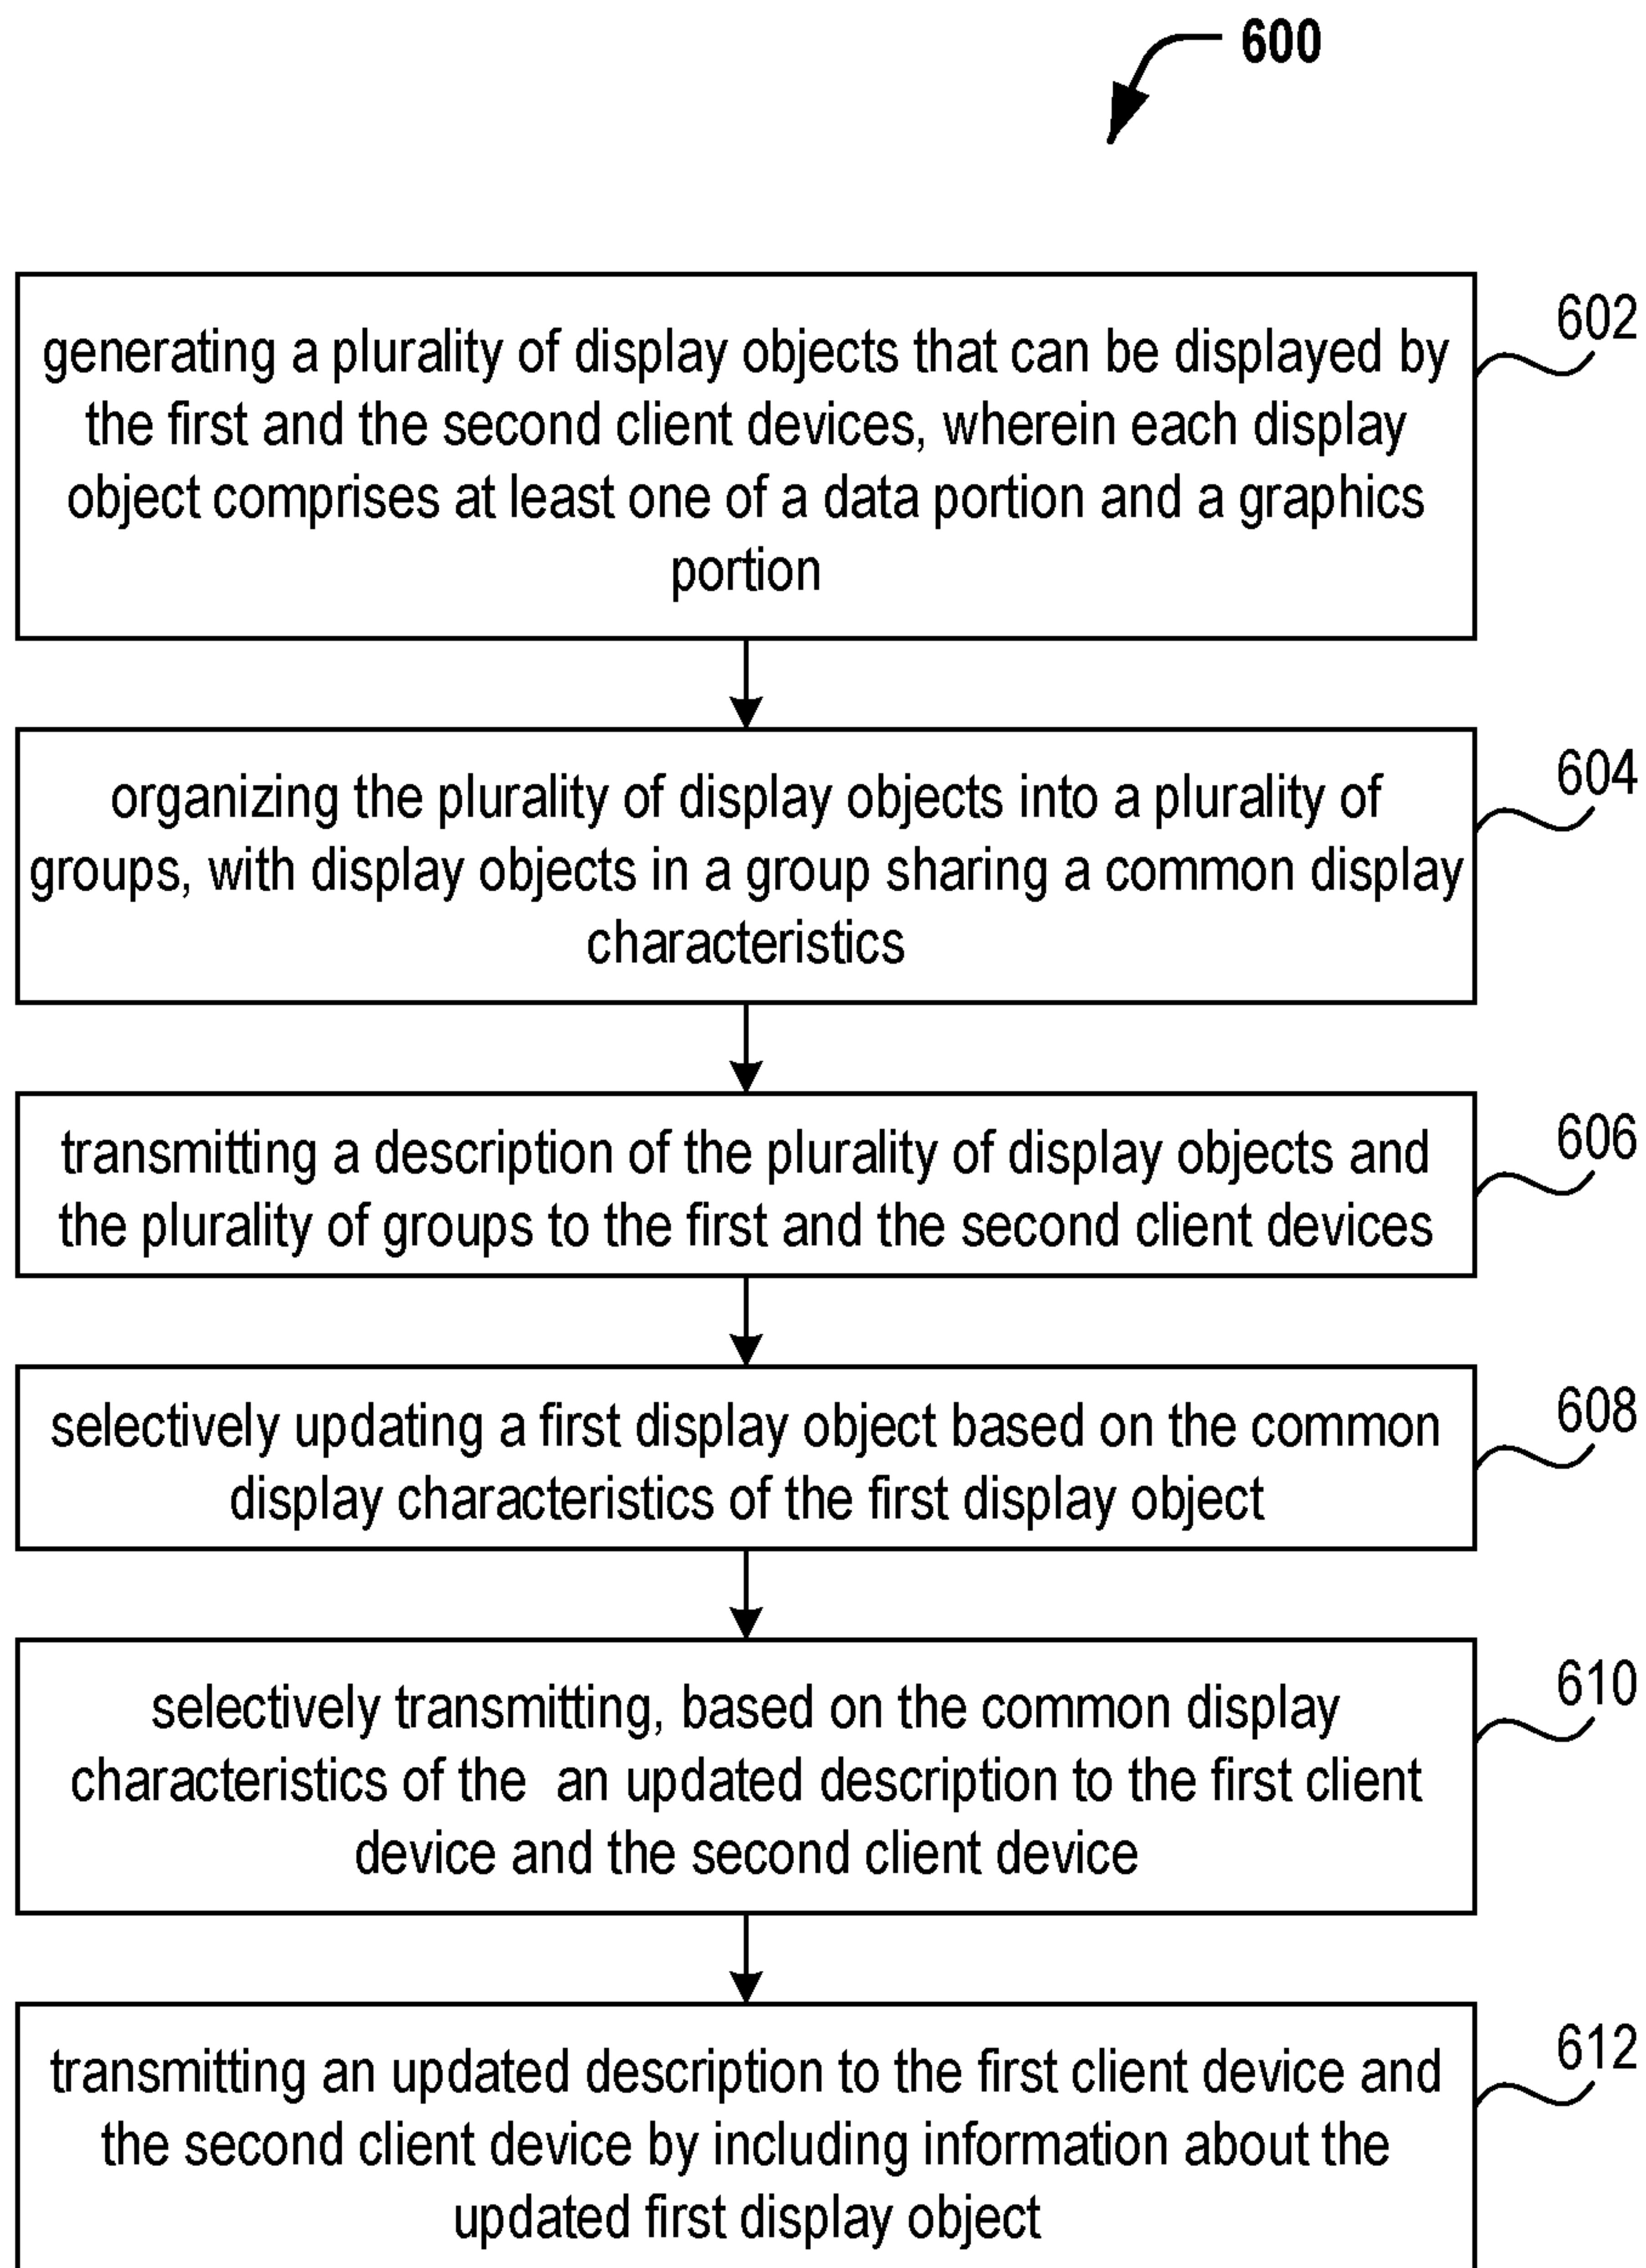 600
602
generating a plurality of display objects that can be displayed by
the first and the second client devices, wherein each display
object comprises at least one of a data portion and a graphics
portion
604
organizing the plurality of display objects into a plurality of
groups, with display objects in a group sharing a common display
characteristics
606
transmitting a description of the plurality of display objects and
the plurality of groups to the first and the second client devices
608
selectively updating a first display object based on the common
display characteristics of the first display object
610
selectively transmitting, based on the common display
characteristics of the  an updated description to the first client
device and the second client device
612
transmitting an updated description to the first client device and
the second client device by including information about the
updated first display object